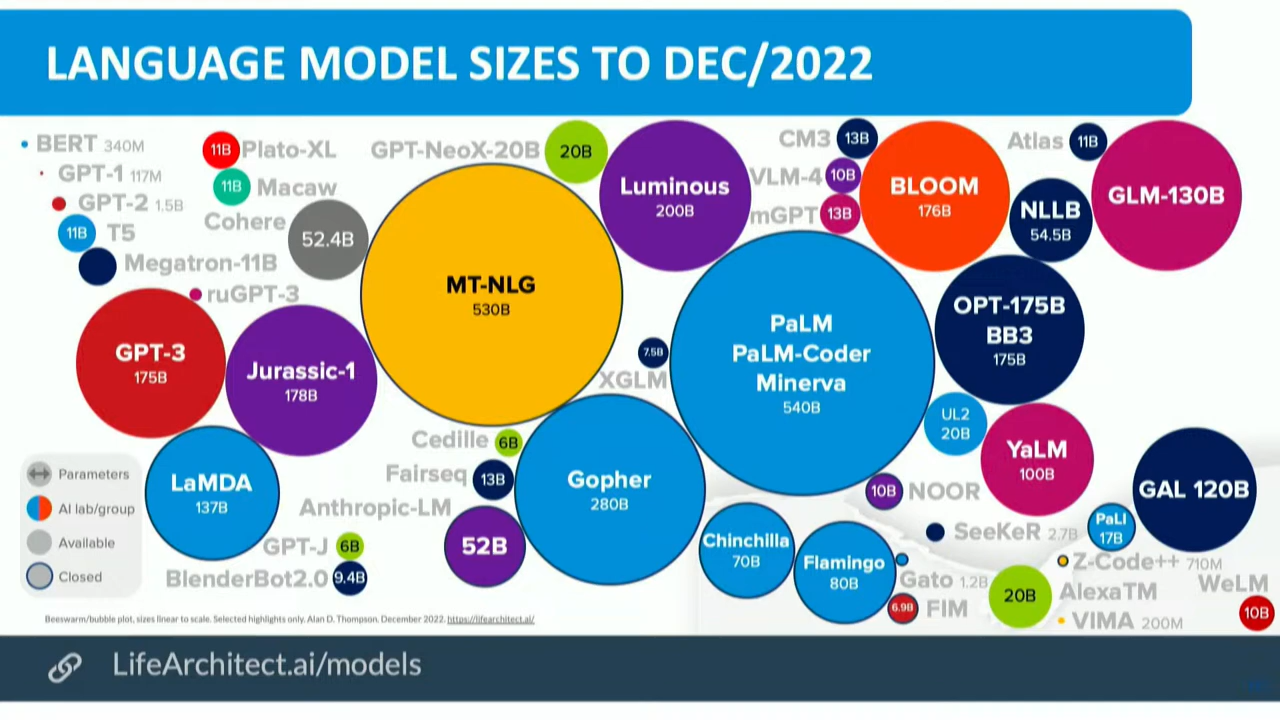 LANGUAGE MODEL SIZES TO DEC/2022
BERT 340M
GPT-1 117M
GPT-2 1.5B
11B T5
Megatron-11B
11B Plato-XL
11B Macaw
Cohere
52.4B
ruGPT-3
GPT-3
175B
Jurassic-1
178B
LaMDA
137B
GPT-NeoX-20B 20B
MT-NLG
530B
Luminous
200B
CM3 13B
VLM-4 10B
mGPT 13B
BLOOM
176B
Atlas 11B
NLLB
54.5B
GLM-130B
7.5B
XGLM
PaLM
PaLM-Coder
Minerva
540B
OPT-175B
BB3
175B
UL2
20B
YaLM
100B
GAL 120B
Cedille 6B
Fairseq 13B
Anthropic-LM
52B
GPT-J 6B
BlenderBot2.0 9.4B
Gopher
280B
Chinchilla
70B
Flamingo
80B
10B NOOR
SeeKeR 2.7B
PaLI
17B
Gato 1.2B
6.9B FIM
Z-Code++ 710M
20B AlexaTM
VIMA 200M
WeLM
10B
Parameters
AI lab/group
Available
Closed
Beeswarm/bubble plot, sizes linear to scale. Selected highlights only. Alan D. Thompson. December 2022. https://lifearchitect.ai/
LifeArchitect.ai/models